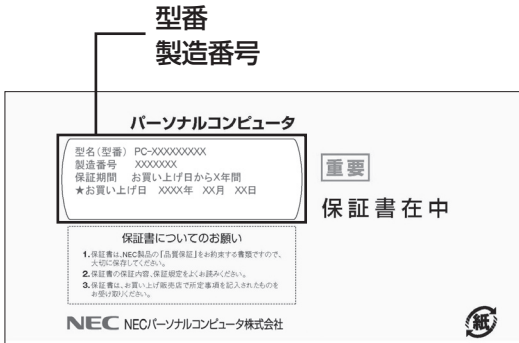 型番
製造番号
パーソナルコンピュータ
型名(型番) PC-XXXXXXXXX
製造番号 XXXXXXX
保証期間 お買い上げ日からX年間
★お買い上げ日 XXXX年 XX月 XX日
重要
保証書在中
保証書についてのお願い
1.保証書は、NEC製品の「品質保証」をお約束する書類ですので、
大切に保存してください。
2.保証書の保証内容、保証規定をよくお読みください。
3.保証書は、お買い上げ販売店で所定事項を記入されたものを
お受け取りください。
NEC NECパーソナルコンピュータ株式会社
紙